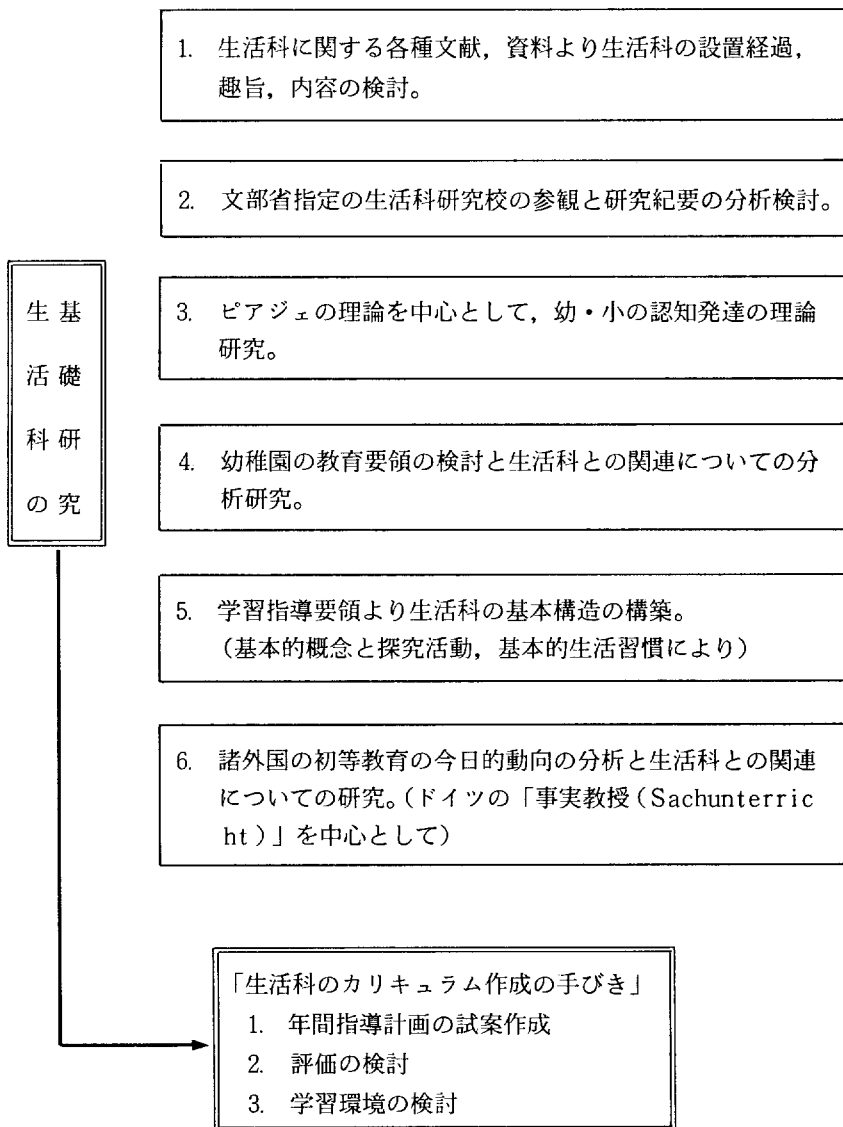 1. 生活科に関する各種文献，資料より生活科の設置経過，
趣旨，内容の検討。
2. 文部省指定の生活科研究校の参観と研究紀要の分析検討。
生活科の
基礎研究
3. ピアジェの理論を中心として，幼・小の認知発達の理論
研究。
4. 幼稚園の教育要領の検討と生活科との関連についての分
析研究。
5. 学習指導要領より生活科の基本構造の構築。
（基本的概念と探究活動，基本的生活習慣により）
6. 諸外国の初等教育の今日的動向の分析と生活科との関連
についての研究。（ドイツの「事実教授（Sachunterric
ht）」を中心として）
「生活科のカリキュラム作成の手びき」
1. 年間指導計画の試案作成
2. 評価の検討
3. 学習環境の検討